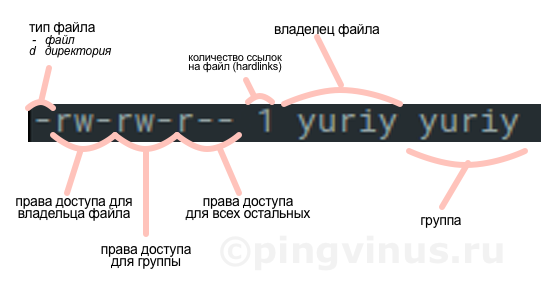 тип файла
- файл
d директория
владелец файла
количество ссылок
на файл (hardlinks)
-rw-rw-r-- 1 yuriy yuriy
права доступа для
владельца файла
права доступа
для всех остальных
группа
права доступа
для группы
©pingvinus.ru